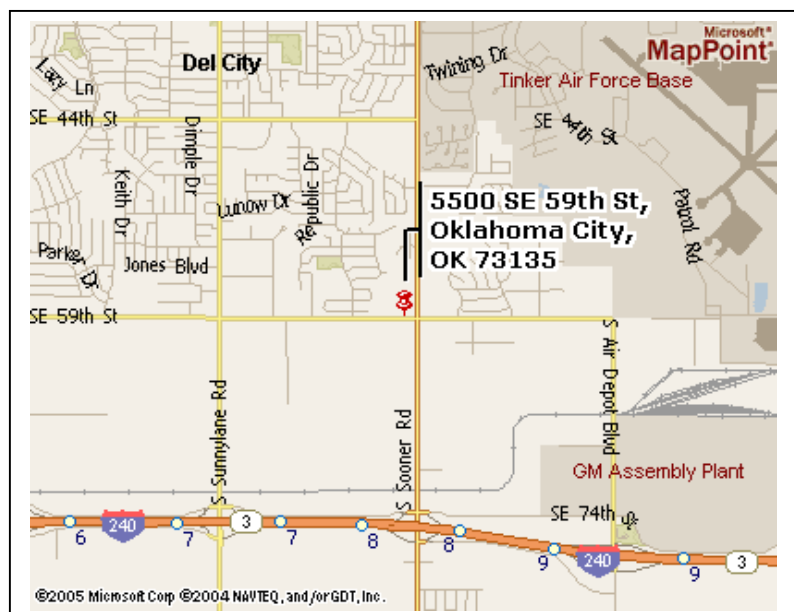 Microsoft®
MapPoint®
Del City
Twining Dr
Tinker Air Force Base
Lazy Ln
SE 44th St
SE 44th St
Dimple Dr
Keith Dr
Lunow Dr
Republic Dr
Patrol Rd
5500 SE 59th St,
Oklahoma City,
OK 73135
Parker Dr
Jones Blvd
SE 59th St
S Air Depot Blvd
S Sunnylane Rd
S Sooner Rd
GM Assembly Plant
SE 74th St
6
240
7
3
7
8
8
9
240
9
3
©2005 Microsoft Corp ©2004 NAVTEQ, and/or GDT, Inc.